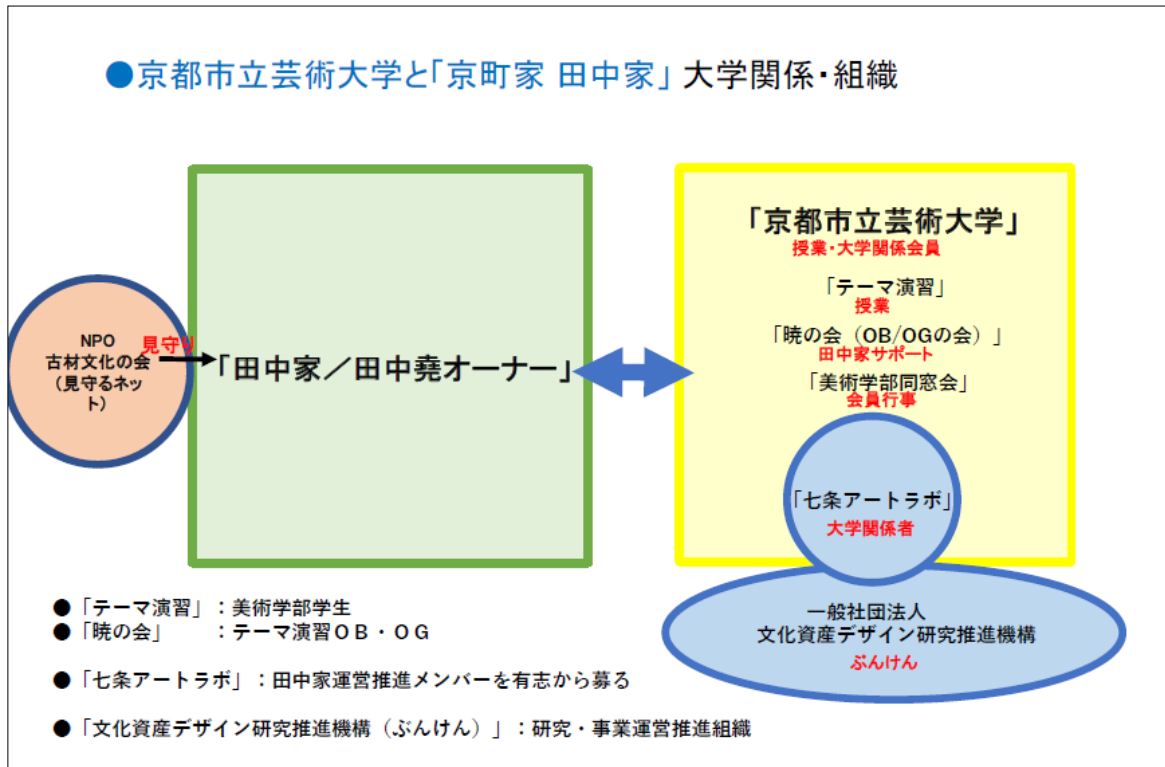 ●京都市立芸術大学と「京町家 田中家」 大学関係・組織
NPO
古材文化の会
(見守るネッ
ト)
見守り
「田中家／田中堯オーナー」
「京都市立芸術大学」
授業・大学関係会員
「テーマ演習」
授業
「暁の会（OB/OGの会）」
田中家サポート
「美術学部同窓会」
会員行事
「七条アートラボ」
大学関係者
一般社団法人
文化資産デザイン研究推進機構
ぶんけん
●「テーマ演習」：美術学部学生
●「暁の会」　　：テーマ演習ＯＢ・ＯＧ
●「七条アートラボ」：田中家運営推進メンバーを有志から募る
●「文化資産デザイン研究推進機構（ぶんけん）」：研究・事業運営推進組織